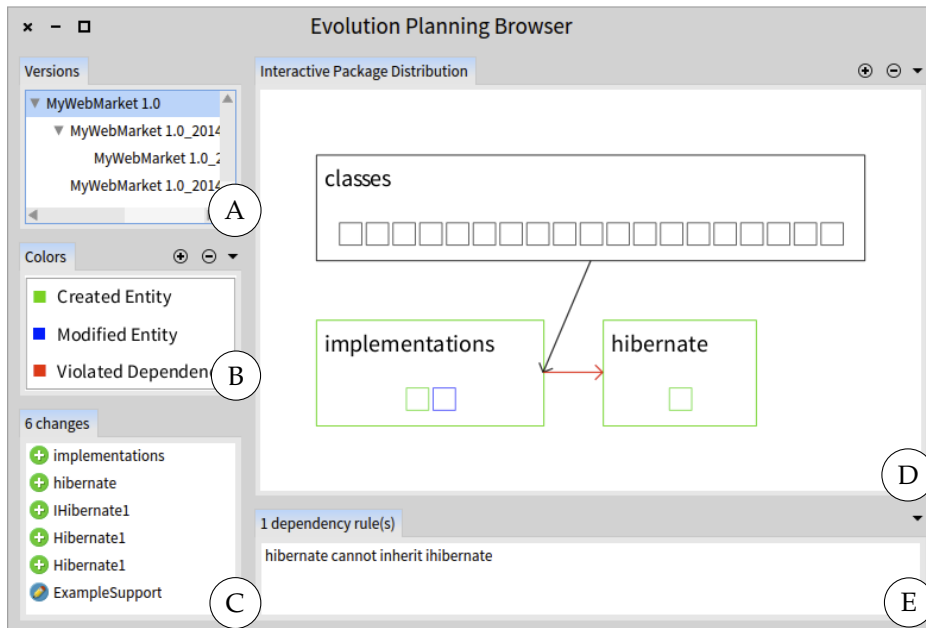 Evolution Planning Browser
Versions
MyWebMarket 1.0
MyWebMarket 1.0_2014
MyWebMarket 1.0_2
MyWebMarket 1.0_2014
A
Colors
Created Entity
Modified Entity
Violated Dependen
B
6 changes
implementations
hibernate
IHibernate1
Hibernate1
Hibernate1
ExampleSupport
C
Interactive Package Distribution
classes
implementations
hibernate
D
1 dependency rule(s)
hibernate cannot inherit ihibernate
E